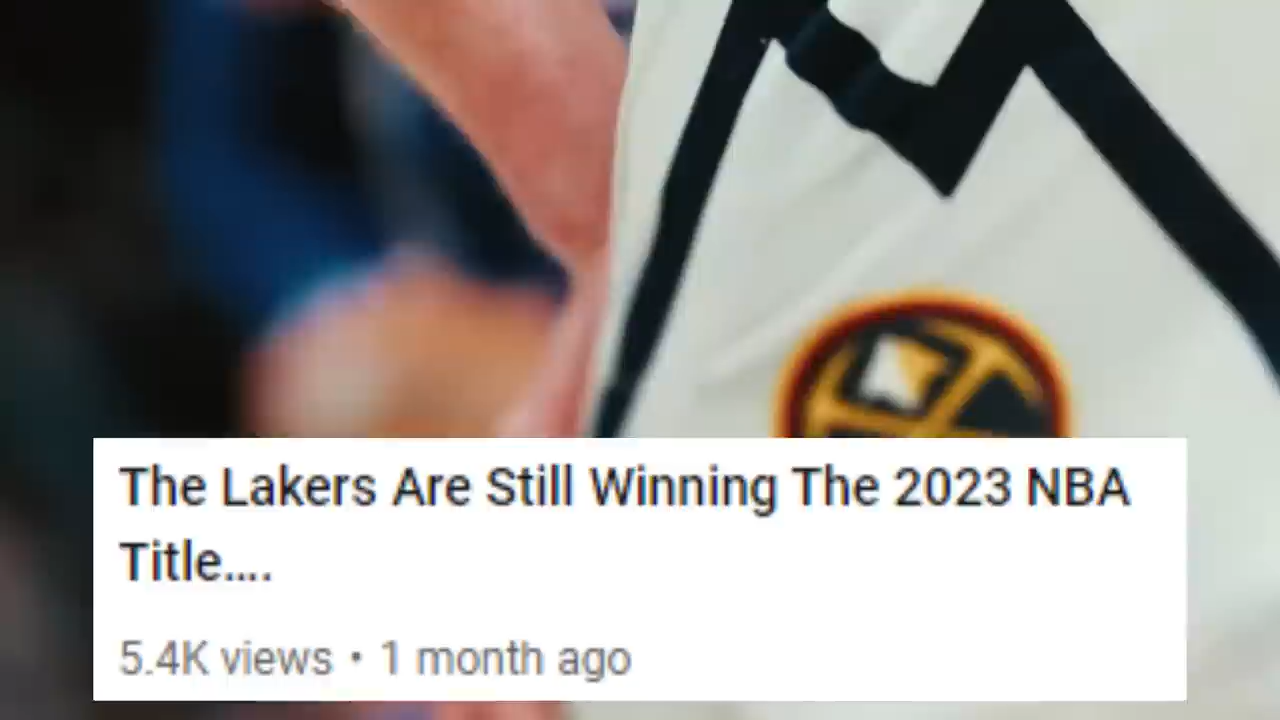 The Lakers Are Still Winning The 2023 NBA
Title....
5.4K views • 1 month ago